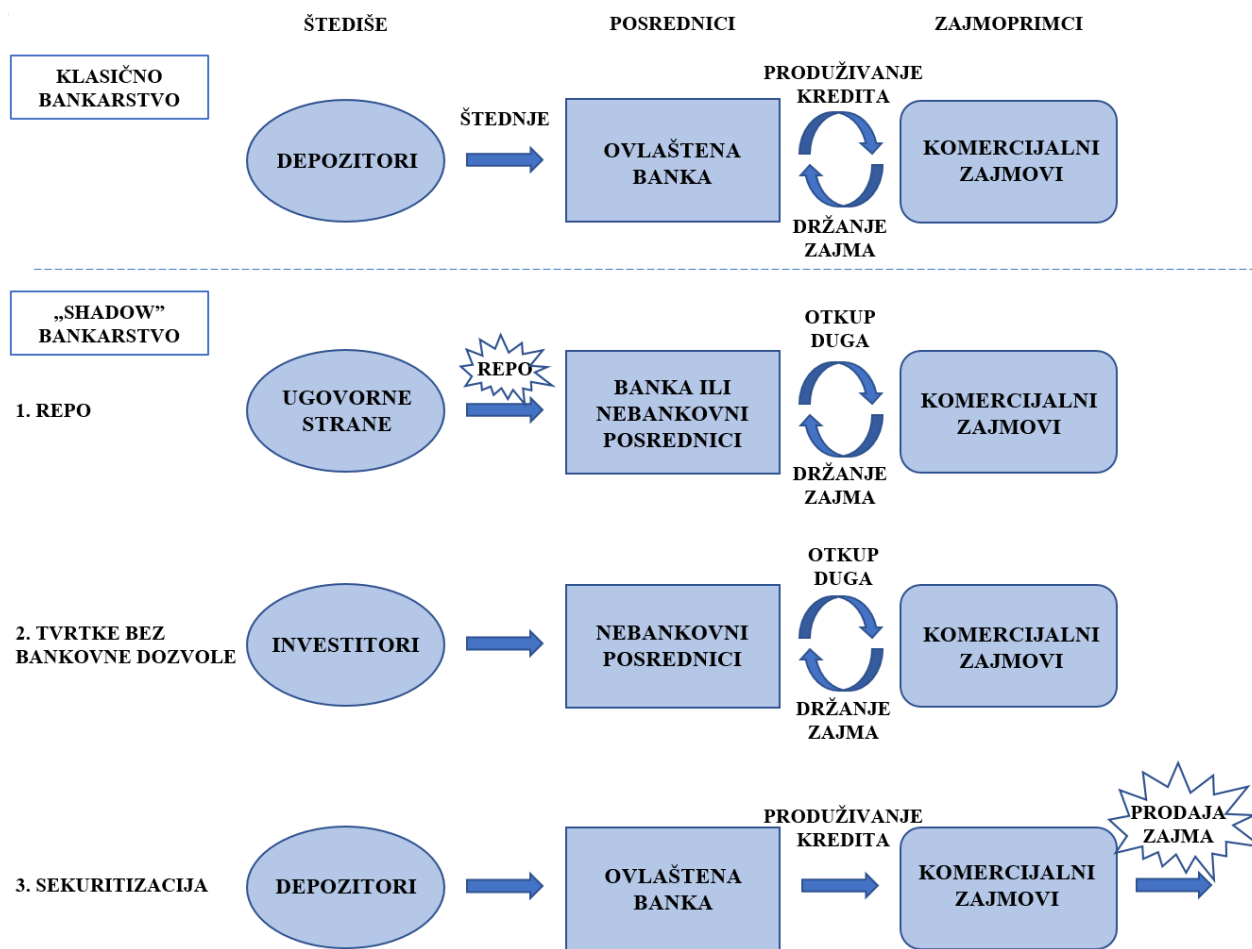 ŠTEDIŠE
POSREDNICI
ZAJMOPRIMCI
KLASIČNO
BANKARSTVO
DEPOZITORI
ŠTEDNJE
OVLAŠTENA
BANKA
PRODUŽIVANJE
KREDITA
DRŽANJE
ZAJMA
KOMERCIJALNI
ZAJMOVI
„SHADOW”
BANKARSTVO
1. REPO
UGOVORNE
STRANE
REPO
BANKA ILI
NEBANKOVNI
POSREDNICI
OTKUP
DUGA
DRŽANJE
ZAJMA
KOMERCIJALNI
ZAJMOVI
2. TVRTKE BEZ
BANKOVNE DOZVOLE
INVESTITORI
NEBANKOVNI
POSREDNICI
OTKUP
DUGA
DRŽANJE
ZAJMA
KOMERCIJALNI
ZAJMOVI
3. SEKURITIZACIJA
DEPOZITORI
OVLAŠTENA
BANKA
PRODUŽIVANJE
KREDITA
KOMERCIJALNI
ZAJMOVI
PRODAJA
ZAJMA